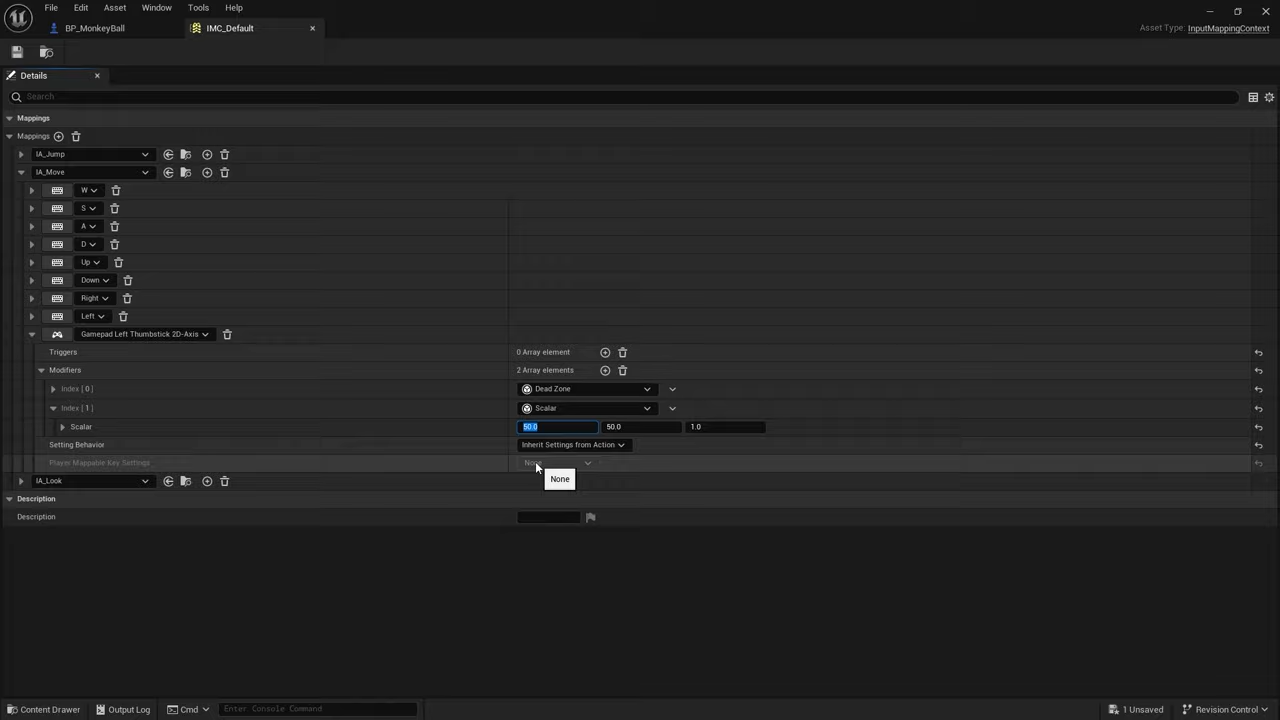 File Edit Asset Window Tools Help
BP_MonkeyBall IMC_Default
Asset Type: InputMappingContext
Details
Search
Mappings
Mappings
IA_Jump
IA_Move
W
S
A
D
Up
Down
Right
Left
Gamepad Left Thumbstick 2D-Axis
Triggers 0 Array element
Modifiers 2 Array elements
Index [ 0 ] Dead Zone
Index [ 1 ] Scalar
Scalar 50.0 50.0 1.0
Setting Behavior Inherit Settings from Action
Player Mappable Key Settings None
None
IA_Look
Description
Description
Content Drawer Output Log Cmd Enter Console Command 1 Unsaved Revision Control